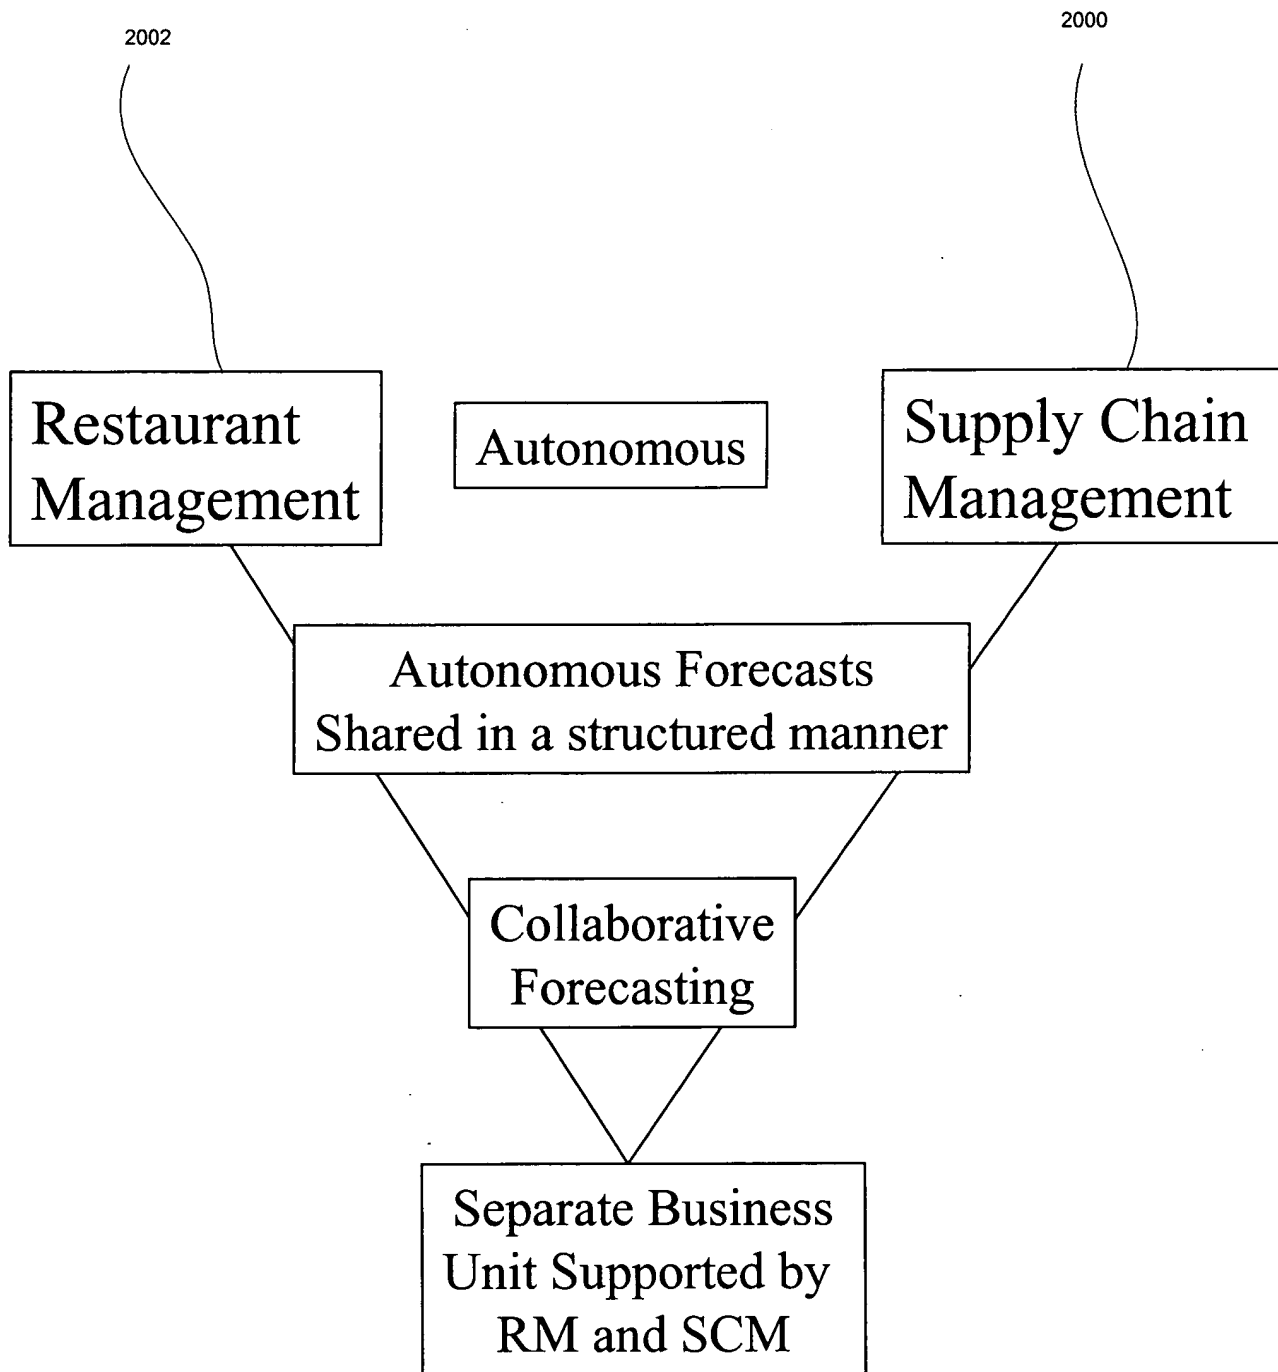 2002
2000
Restaurant
Management
Autonomous
Supply Chain
Management
Autonomous Forecasts
Shared in a structured manner
Collaborative
Forecasting
Separate Business
Unit Supported by
RM and SCM